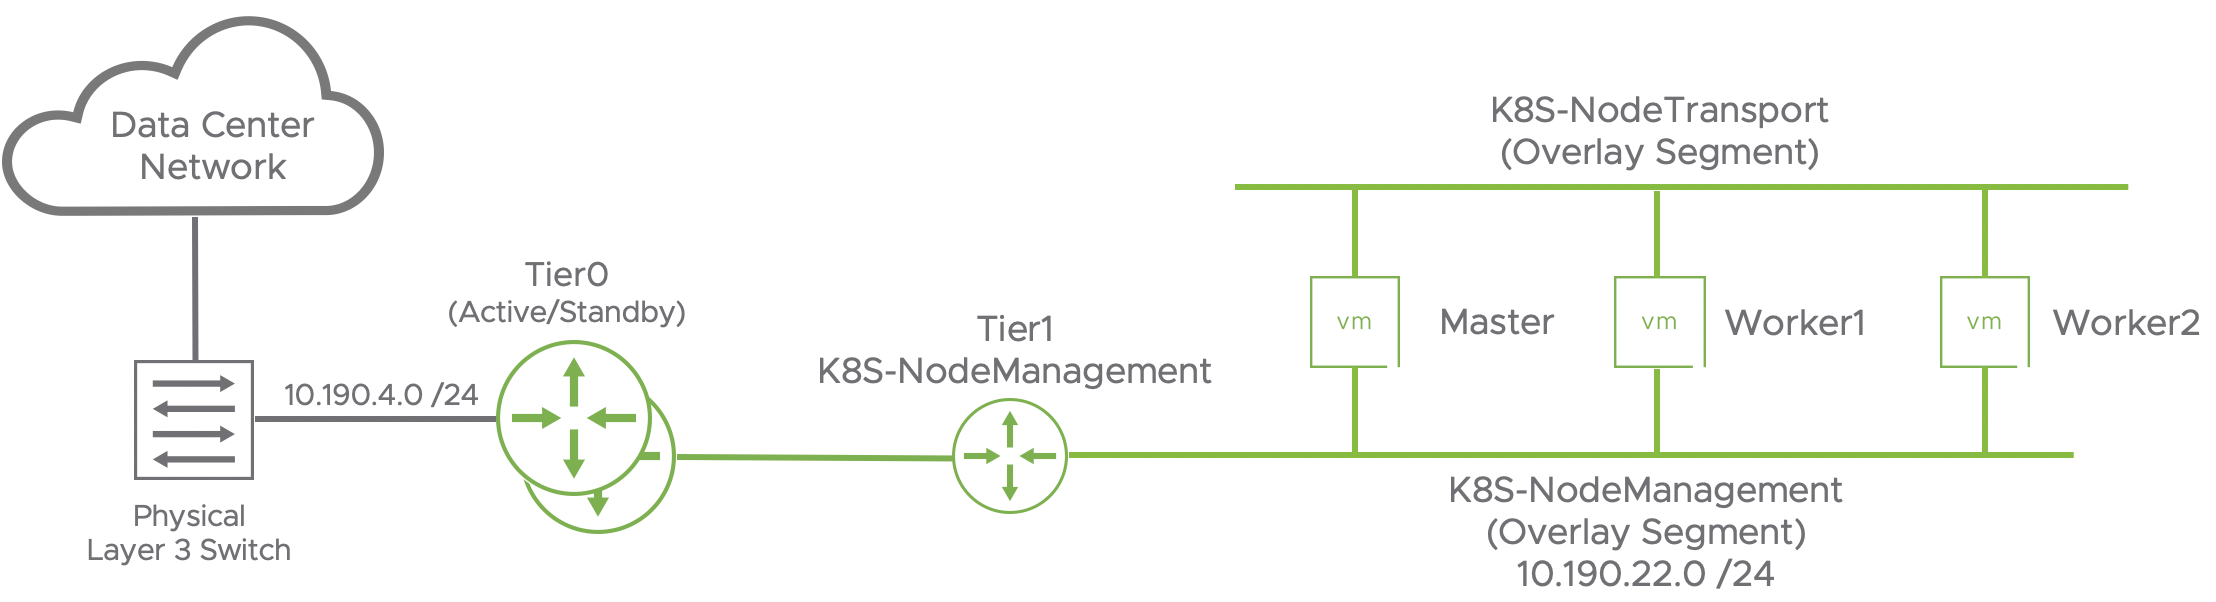 Data Center
Network
Physical
Layer 3 Switch
10.190.4.0 /24
Tier0
(Active/Standby)
Tier1
K8S-NodeManagement
K8S-NodeTransport
(Overlay Segment)
vm
Master
vm
Worker1
vm
Worker2
K8S-NodeManagement
(Overlay Segment)
10.190.22.0 /24